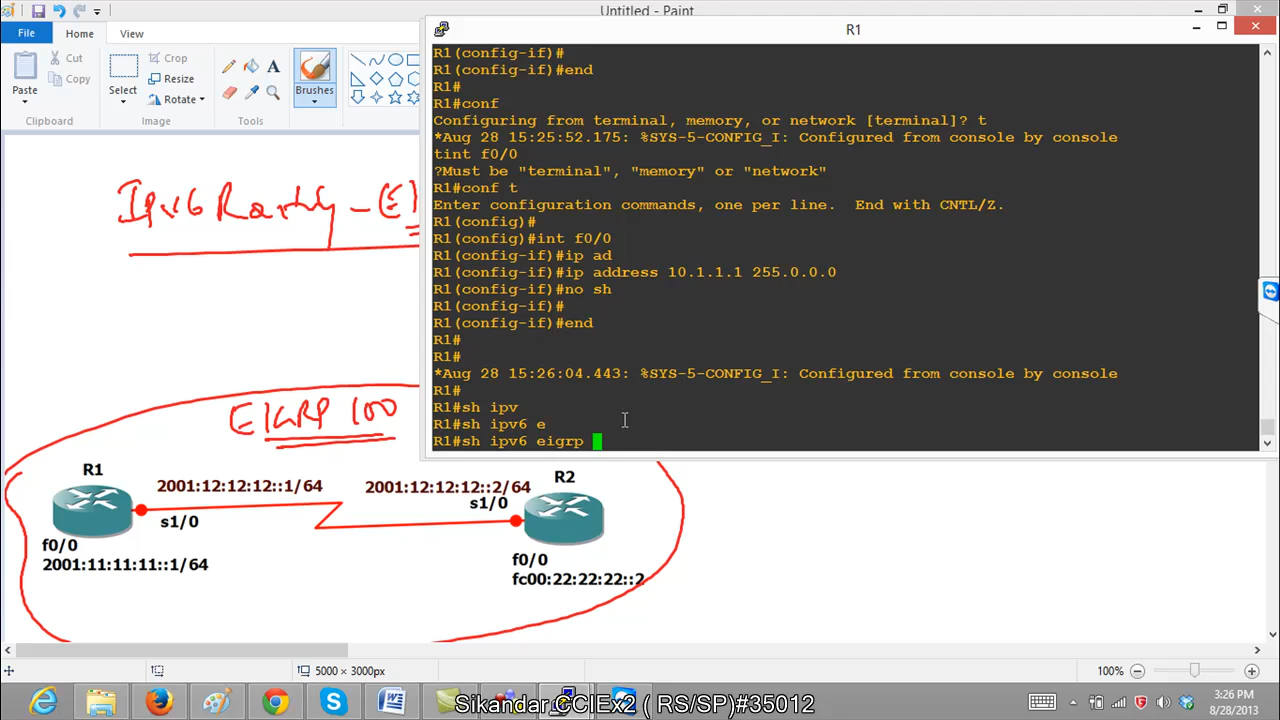 Untitled - Paint
File
Home
View
Paste
Cut
Copy
Clipboard
Select
Crop
Resize
Rotate
Image
Tools
Brushes
R1
R1(config-if)#
R1(config-if)#end
R1#
R1#conf
Configuring from terminal, memory, or network [terminal]? t
*Aug 28 15:25:52.175: %SYS-5-CONFIG_I: Configured from console by console
tint f0/0
?Must be "terminal", "memory" or "network"
R1#conf t
Enter configuration commands, one per line.  End with CNTL/Z.
R1(config)#
R1(config)#int f0/0
R1(config-if)#ip ad
R1(config-if)#ip address 10.1.1.1 255.0.0.0
R1(config-if)#no sh
R1(config-if)#
R1(config-if)#end
R1#
R1#
*Aug 28 15:26:04.443: %SYS-5-CONFIG_I: Configured from console by console
R1#
R1#sh ipv
R1#sh ipv6 e
R1#sh ipv6 eigrp
EIGRP 100
R1
2001:12:12:12::1/64
s1/0
f0/0
2001:11:11:11::1/64
2001:12:12:12::2/64
s1/0
R2
f0/0
fc00:22:22:22::2
5000 × 3000px
100%
Sikandar CCIEx2 ( RS/SP)#35012
3:26 PM
8/28/2013